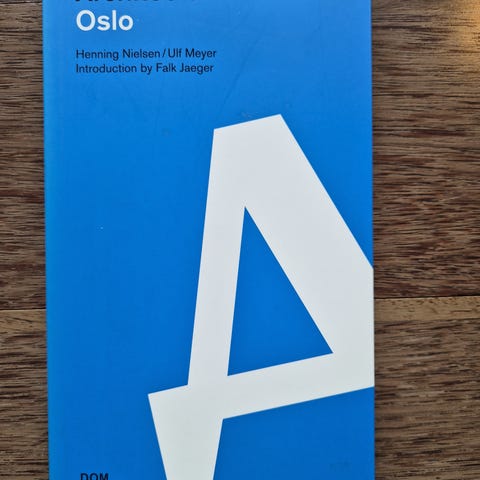 Oslo
Henning Nielsen / Ulf Meyer
Introduction by Falk Jaeger
A
DOM